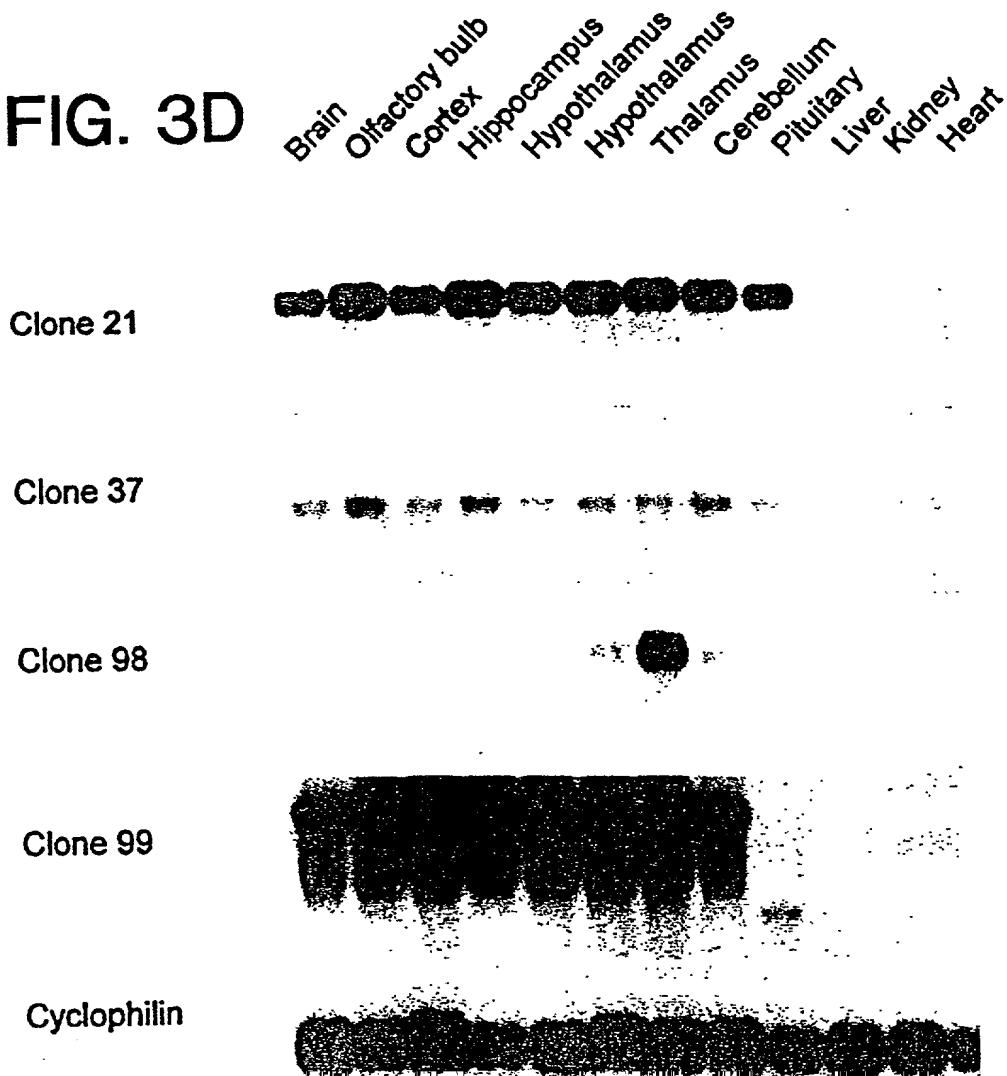 FIG. 3D
Brain
Olfactory bulb
Cortex
Hippocampus
Hypothalamus
Hypothalamus
Thalamus
Cerebellum
Pituitary
Liver
Kidney
Heart
Clone 21
Clone 37
Clone 98
Clone 99
Cyclophilin